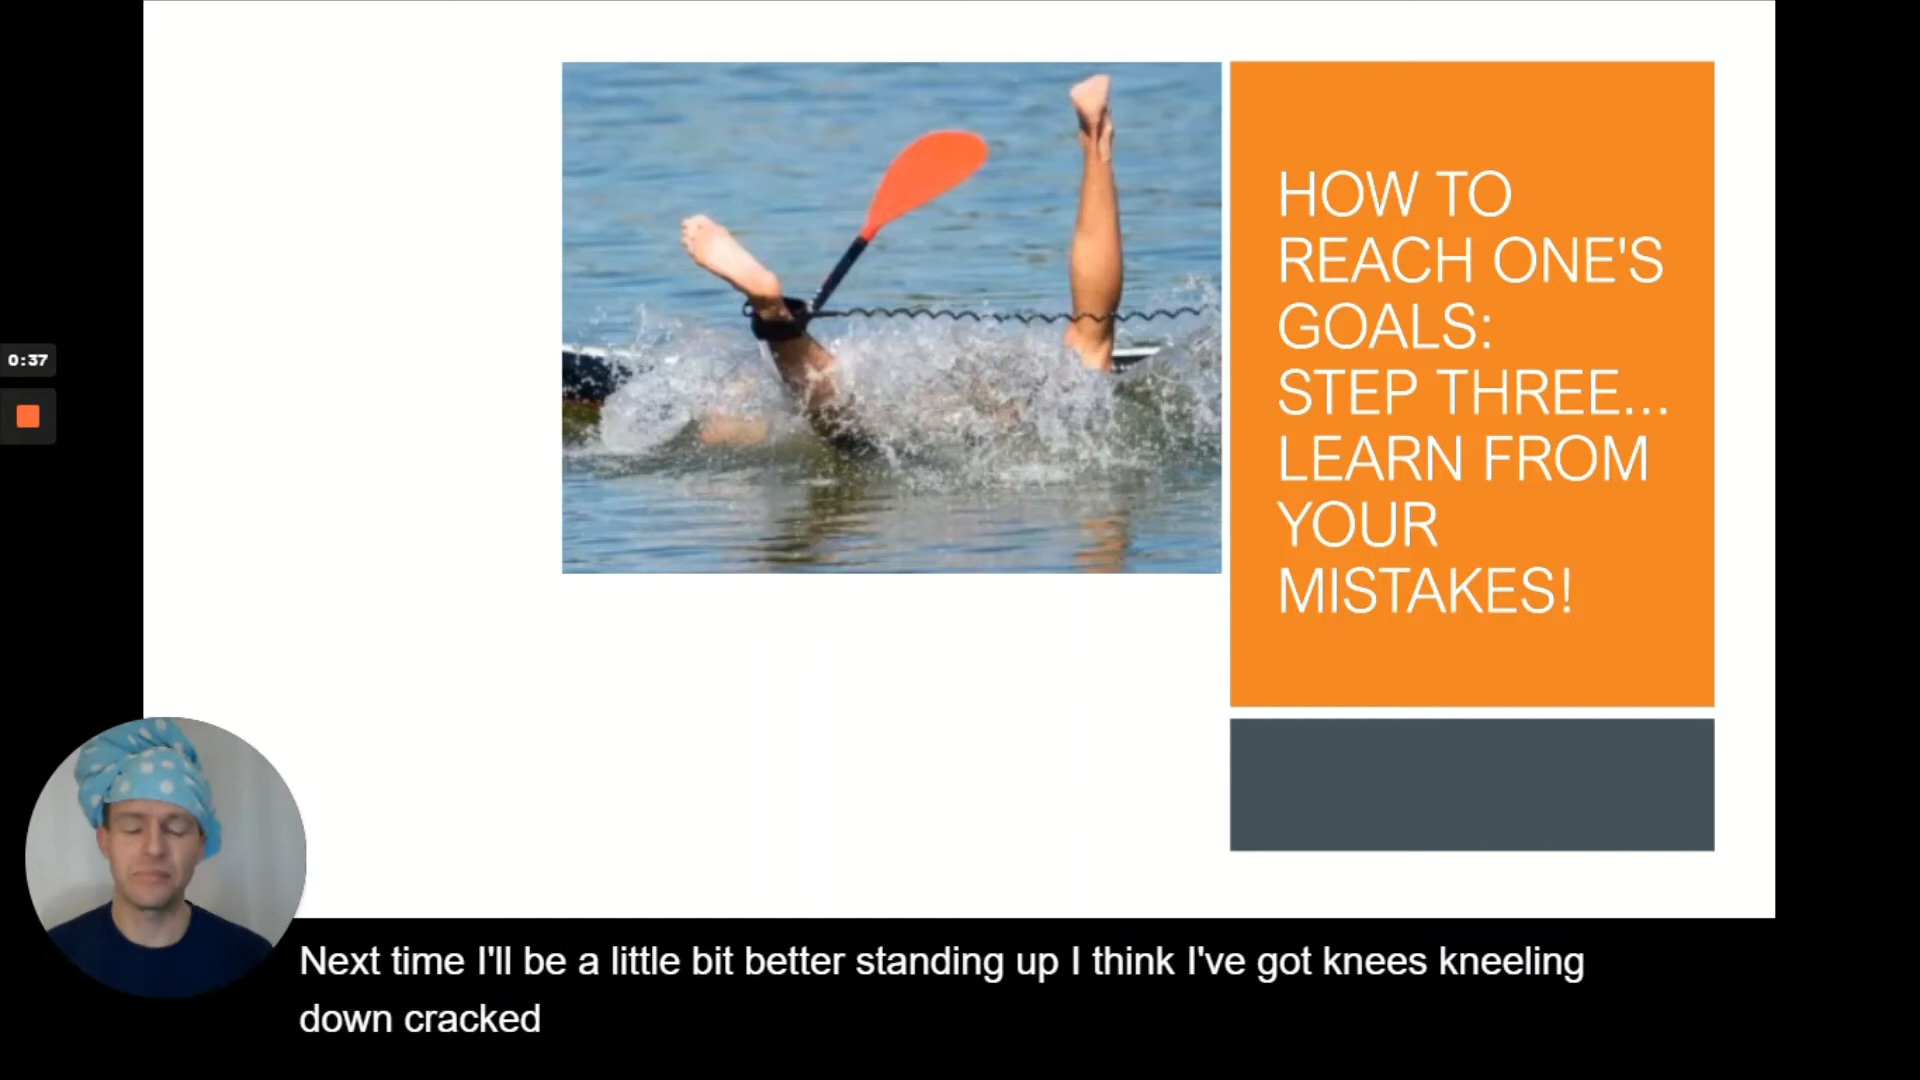 HOW TO
REACH ONE'S
GOALS:
STEP THREE...
LEARN FROM
YOUR
MISTAKES!
0:37
Next time I'll be a little bit better standing up I think I've got knees kneeling
down cracked